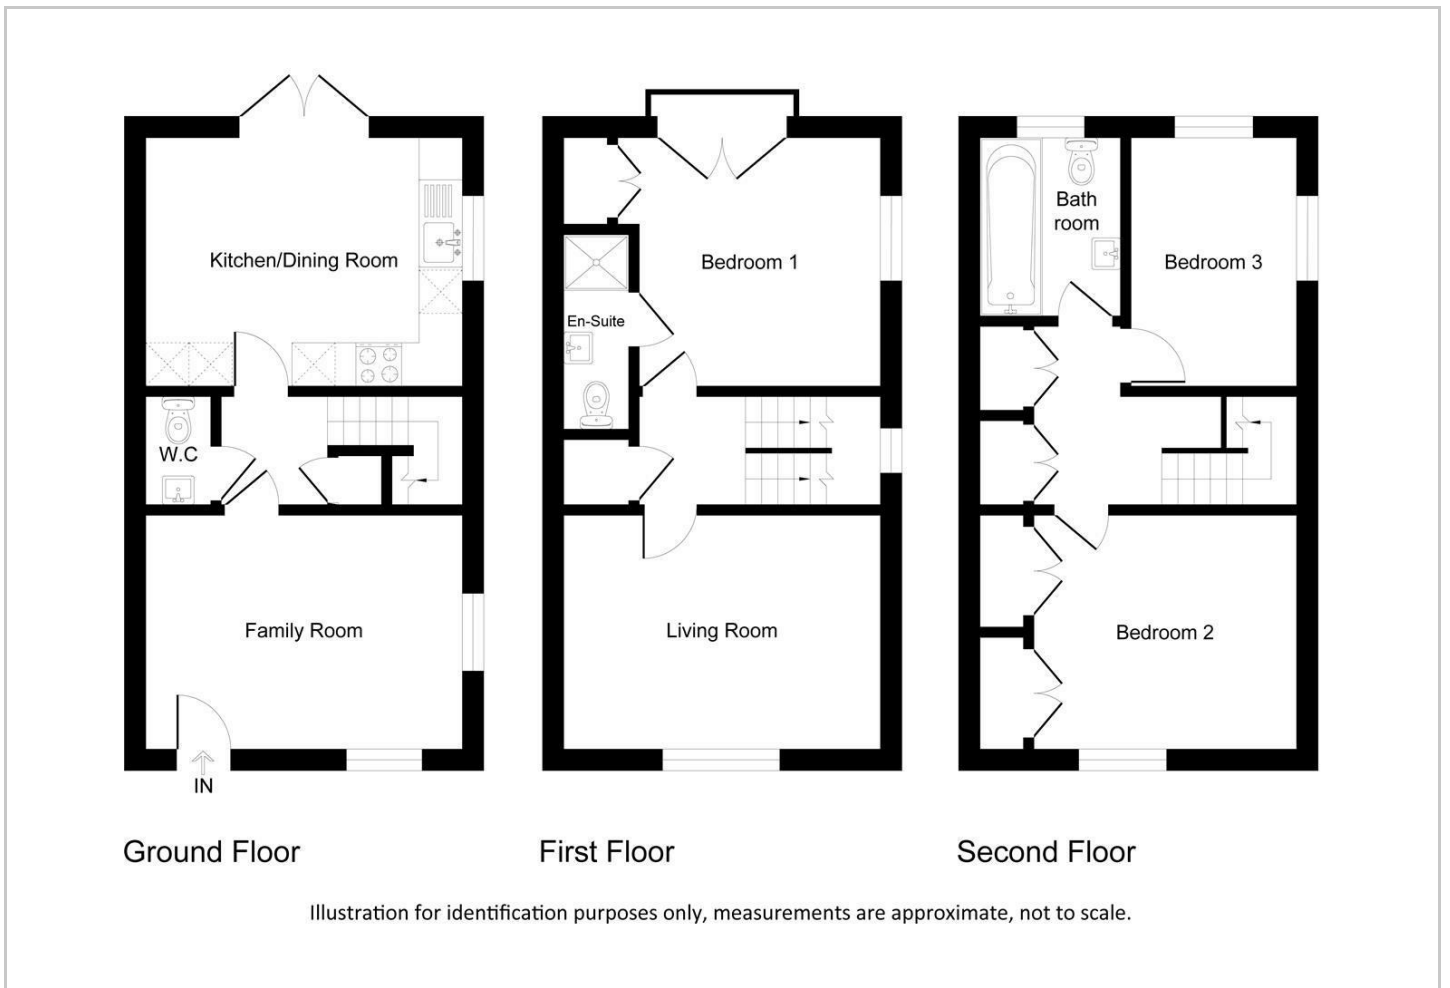 Kitchen/Dining Room
W.C
Family Room
IN
Ground Floor
Bedroom 1
En-Suite
Living Room
First Floor
Bath
room
Bedroom 3
Bedroom 2
Second Floor
Illustration for identification purposes only, measurements are approximate, not to scale.